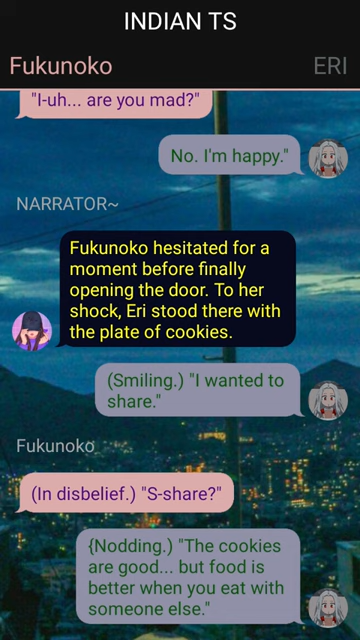 INDIAN TS
Fukunoko ERI
"I-uh... are you mad?"
No. I'm happy."
NARRATOR~
Fukunoko hesitated for a
moment before finally
opening the door. To her
shock, Eri stood there with
the plate of cookies.
(Smiling.) "I wanted to
share."
Fukunoko
(In disbelief.) "S-share?"
{Nodding.) "The cookies
are good... but food is
better when you eat with
someone else."